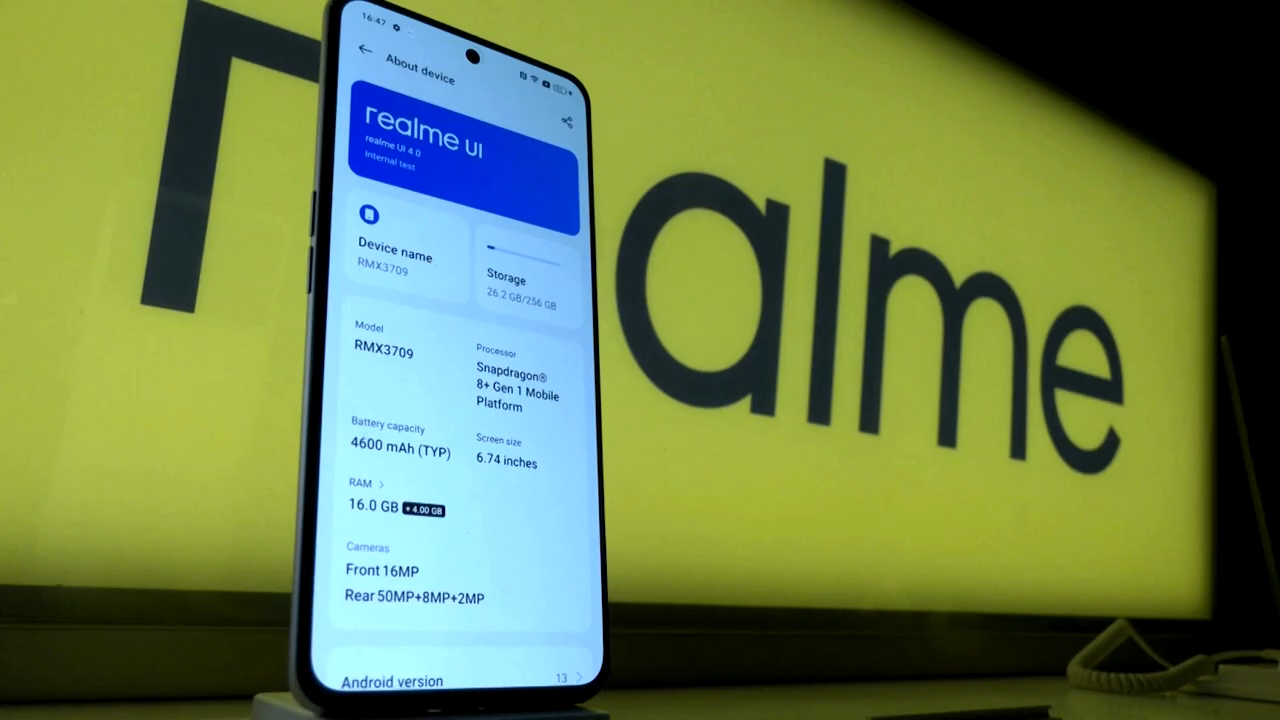 16:47
About device
realme UI
realme UI 4.0
Internal test
Device name
RMX3709
Storage
26.2 GB/256 GB
Model
RMX3709
Processor
Snapdragon®
8+ Gen 1 Mobile
Platform
Battery capacity
4600 mAh (TYP)
Screen size
6.74 inches
RAM
16.0 GB + 4.00 GB
Cameras
Front 16MP
Rear 50MP+8MP+2MP
Android version 13
r alme